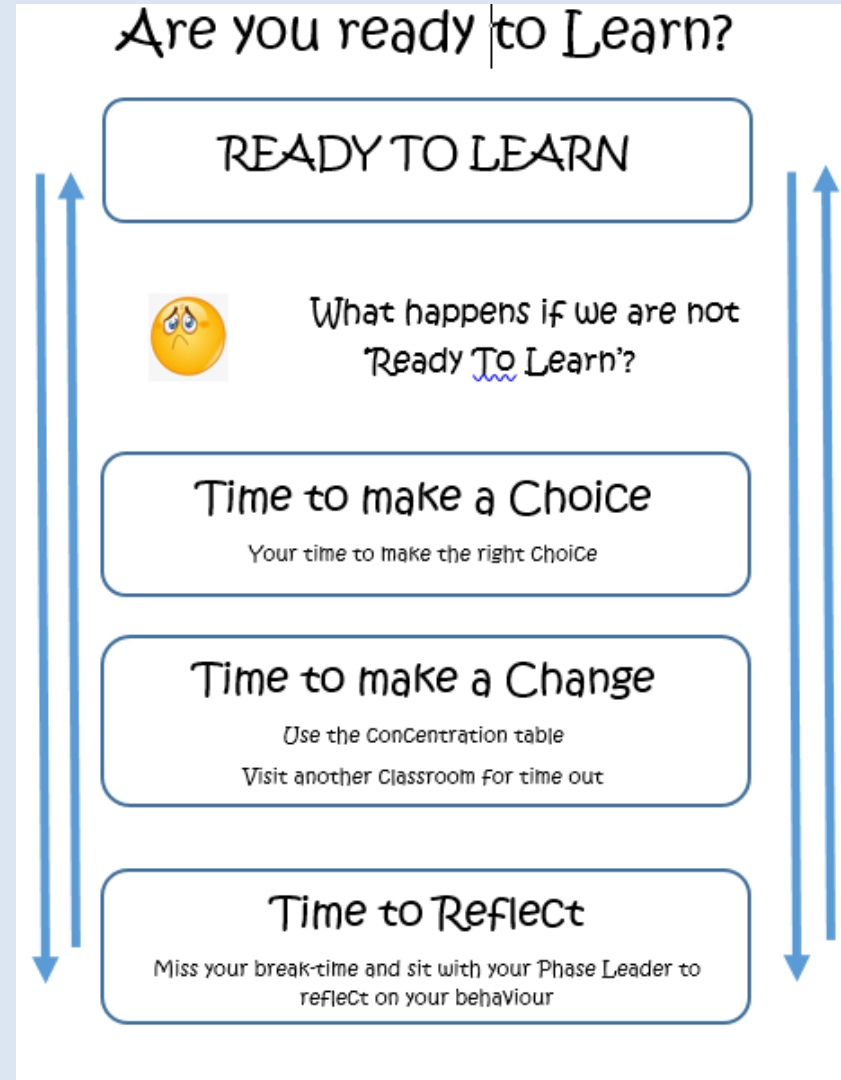 Are you ready to Learn?
READY TO LEARN
What happens if we are not
'Ready To Learn'?
Time to make a Choice
Your time to make the right choice
Time to make a Change
Use the concentration table
Visit another classroom for time out
Time to Reflect
Miss your break-time and sit with your Phase Leader to
reflect on your behaviour